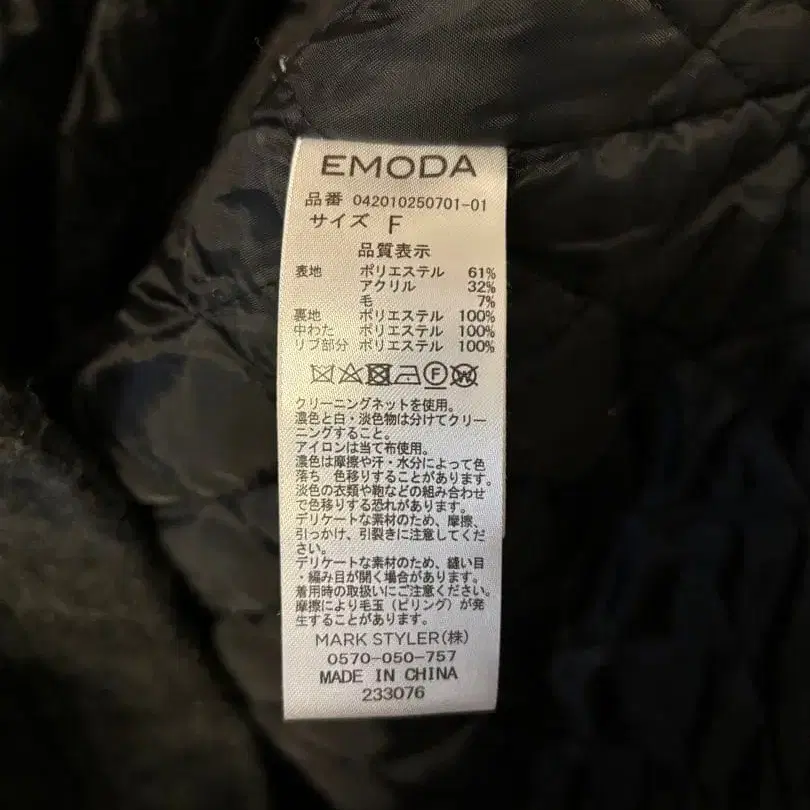 EMODA
品番 042010250701-01
サイズ F
品質表示
表地 ポリエステル 61%
アクリル 32%
毛 7%
裏地 ポリエステル 100%
中わた ポリエステル 100%
リブ部分 ポリエステル 100%
F W
クリーニングネットを使用。
濃色と白・淡色物は分けてクリー
ニングすること。
アイロンは当て布使用。
濃色は摩擦や汗・水分によって色
落ち 色移りすることがあります。
淡色の衣類や鞄などの組み合わせ
で色移りする恐れがあります。
デリケートな素材のため、摩擦、
引っかけ、引裂きに注意してくだ
さい。
デリケートな素材のため、縫い目
・編み目が開く場合があります。
着用時の取扱いにご注意ください。
摩擦により毛玉(ピリング)が発
生することがあります。
MARK STYLER(株)
0570-050-757
MADE IN CHINA
233076